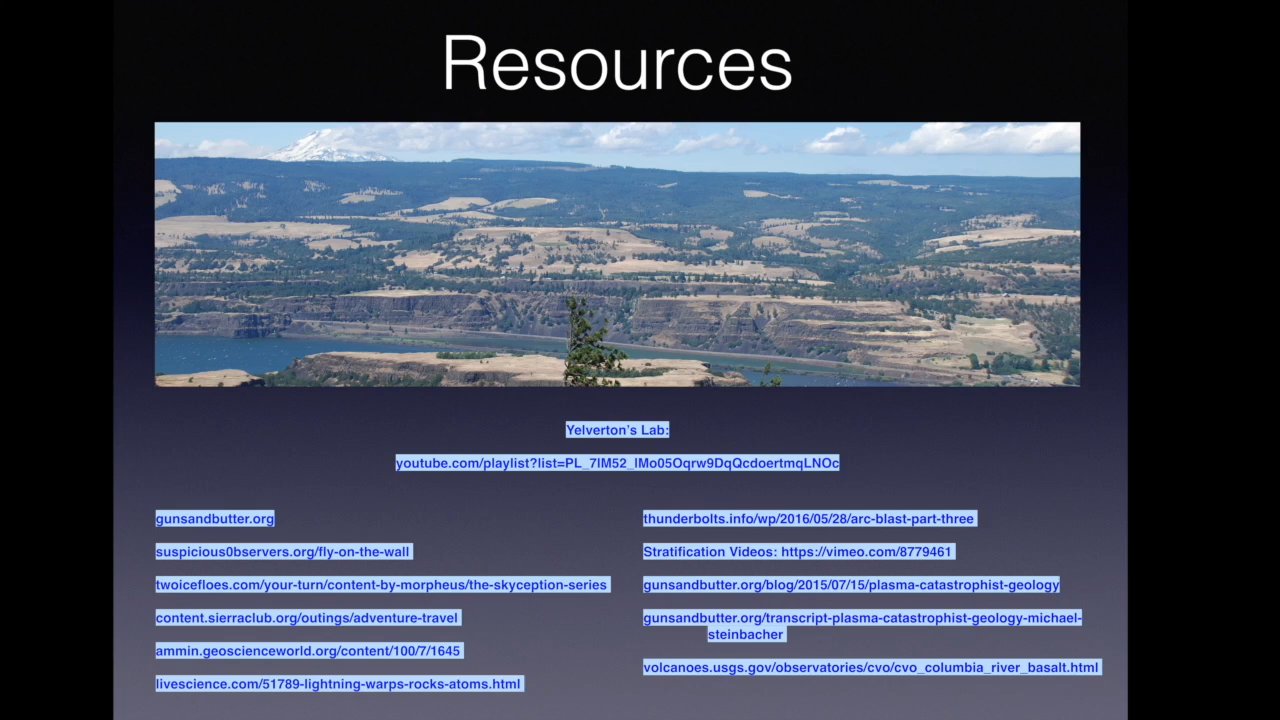 Resources
Yelverton's Lab:
youtube.com/playlist?list=PL_7lM52_lMo05Oqrw9DqQcdoertmqLNOc
gunsandbutter.org
suspicious0bservers.org/fly-on-the-wall
twoicefloes.com/your-turn/content-by-morpheus/the-skyception-series
content.sierraclub.org/outings/adventure-travel
ammin.geoscienceworld.org/content/100/7/1645
livescience.com/51789-lightning-warps-rocks-atoms.html
thunderbolts.info/wp/2016/05/28/arc-blast-part-three
Stratification Videos: https://vimeo.com/8779461
gunsandbutter.org/blog/2015/07/15/plasma-catastrophist-geology
gunsandbutter.org/transcript-plasma-catastrophist-geology-michael-
steinbacher
volcanoes.usgs.gov/observatories/cvo/cvo_columbia_river_basalt.html